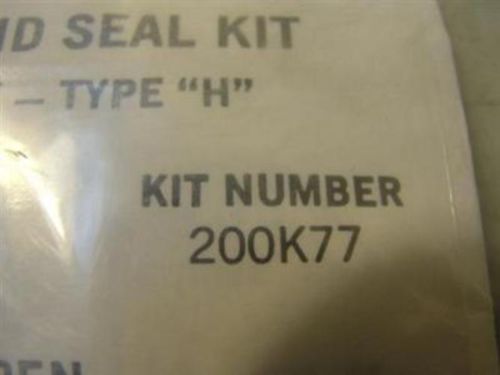 SEAL KIT
– TYPE "H"
KIT NUMBER
200K77